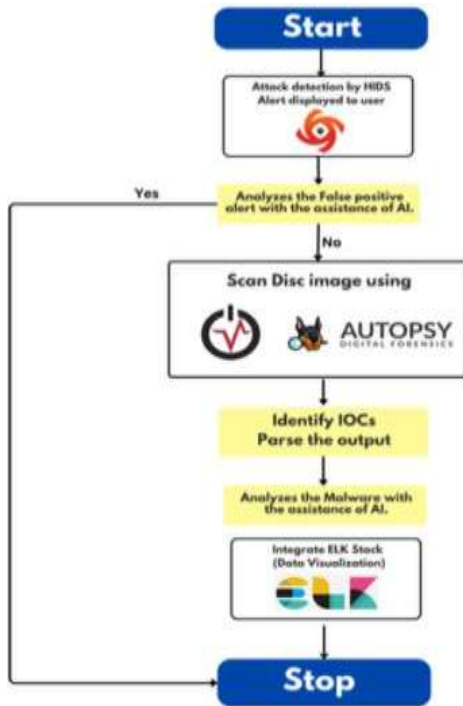 Start
Attack detection by HIDS
Alert displayed to user
Yes
Analyzes the False positive
alert with the assistance of AI.
No
Scan Disc image using
AUTOPSY
DIGITAL FORENSICS
Identify IOCs
Parse the output
Analyzes the Malware with
the assistance of AI.
Integrate ELK Stack
(Data Visualization)
ELK
Stop